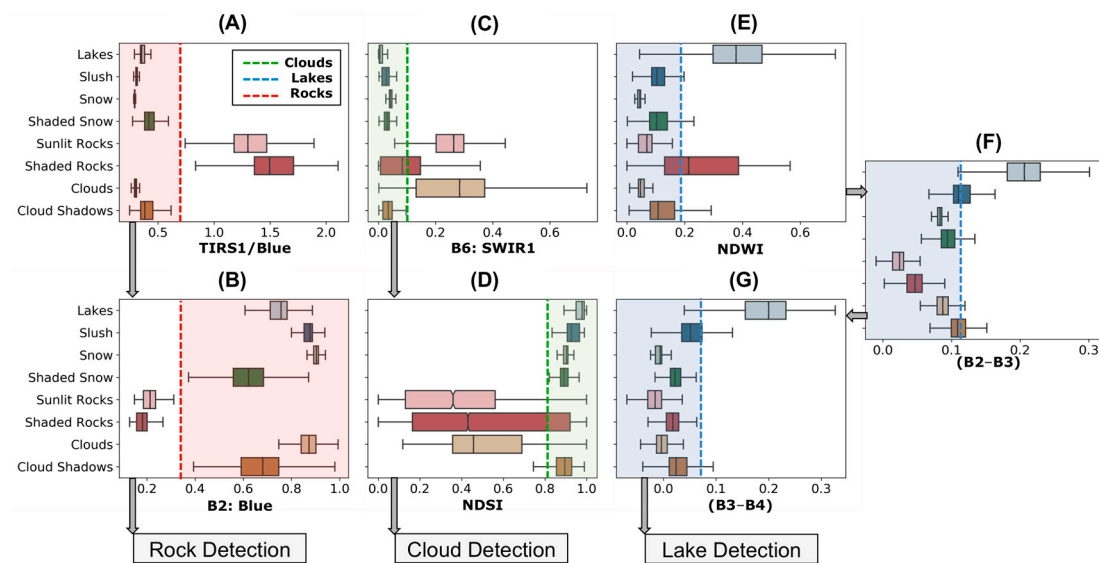 (A)
(C)
(E)
Lakes
Slush
Snow
Shaded Snow
Sunlit Rocks
Shaded Rocks
Clouds
Cloud Shadows
Clouds
Lakes
Rocks
0.5 1.0 1.5 2.0
TIRS1/Blue
0.0 0.2 0.4 0.6
B6: SWIR1
0.0 0.2 0.4 0.6
NDWI
(F)
0.0 0.1 0.2 0.3
(B2–B3)
(B)
(D)
(G)
Lakes
Slush
Snow
Shaded Snow
Sunlit Rocks
Shaded Rocks
Clouds
Cloud Shadows
0.2 0.4 0.6 0.8 1.0
B2: Blue
0.0 0.2 0.4 0.6 0.8 1.0
NDSI
0.0 0.1 0.2 0.3
(B3–B4)
Rock Detection
Cloud Detection
Lake Detection